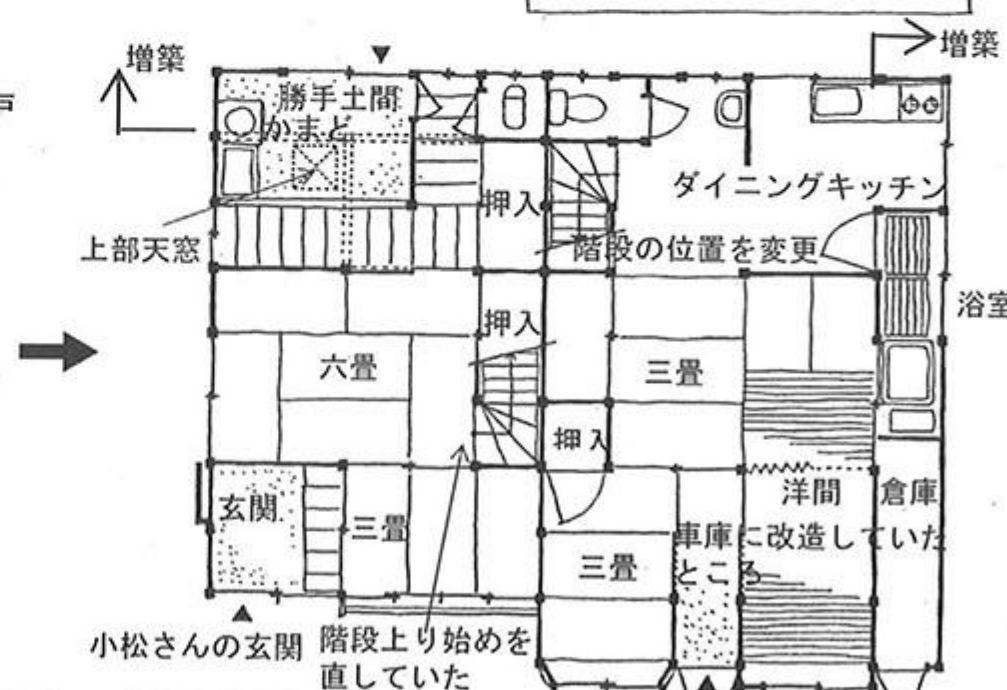 増築
増築
勝手土間
かまど
ダイニングキッチン
押入
上部天窓
階段の位置を変更
浴室
押入
六畳
三畳
押入
洋間
倉庫
玄関
三畳
車庫に改造していた
ところ
三畳
小松さんの玄関
階段上り始めを
直していた